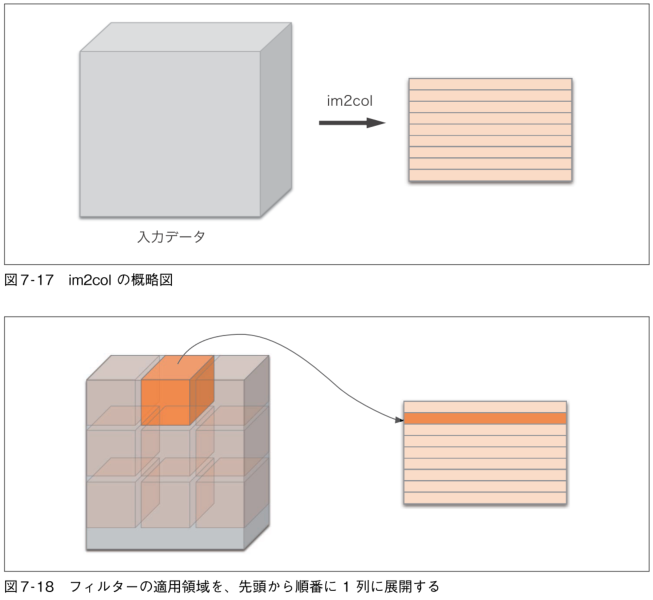 im2col
入力データ
図7-17　im2col の概略図
図7-18　フィルターの適用領域を、先頭から順番に 1 列に展開する